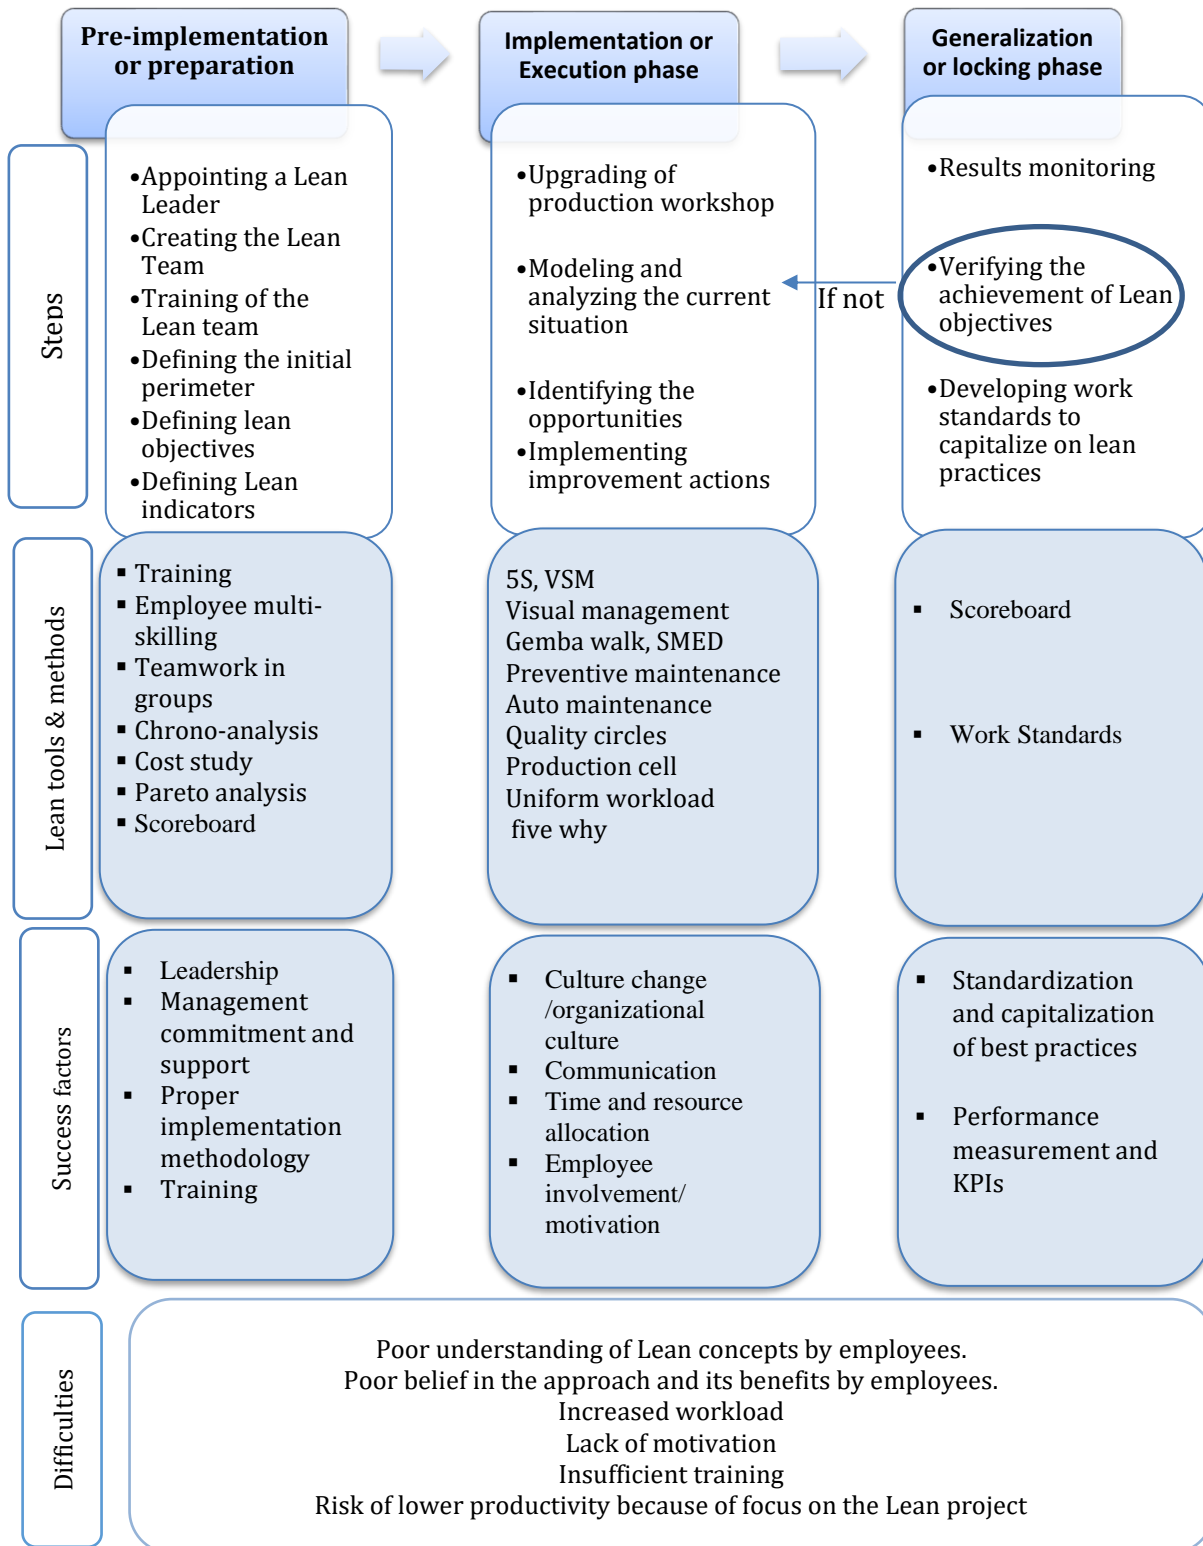 Pre-implementation
or preparation
Implementation or
Execution phase
Generalization
or locking phase
Steps
•Appointing a Lean
Leader
•Creating the Lean
Team
•Training of the
Lean team
•Defining the initial
perimeter
•Defining lean
objectives
•Defining Lean
indicators
•Upgrading of
production workshop
•Modeling and
analyzing the current
situation
•Identifying the
opportunities
•Implementing
improvement actions
If not
•Results monitoring
•Verifying the
achievement of Lean
objectives
•Developing work
standards to
capitalize on lean
practices
Lean tools & methods
▪ Training
▪ Employee multi-
skilling
▪ Teamwork in
groups
▪ Chrono-analysis
▪ Cost study
▪ Pareto analysis
▪ Scoreboard
5S, VSM
Visual management
Gemba walk, SMED
Preventive maintenance
Auto maintenance
Quality circles
Production cell
Uniform workload
five why
▪ Scoreboard
▪ Work Standards
Success factors
▪ Leadership
▪ Management
commitment and
support
▪ Proper
implementation
methodology
▪ Training
▪ Culture change
/organizational
culture
▪ Communication
▪ Time and resource
allocation
▪ Employee
involvement/
motivation
▪ Standardization
and capitalization
of best practices
▪ Performance
measurement and
KPIs
Difficulties
Poor understanding of Lean concepts by employees.
Poor belief in the approach and its benefits by employees.
Increased workload
Lack of motivation
Insufficient training
Risk of lower productivity because of focus on the Lean project